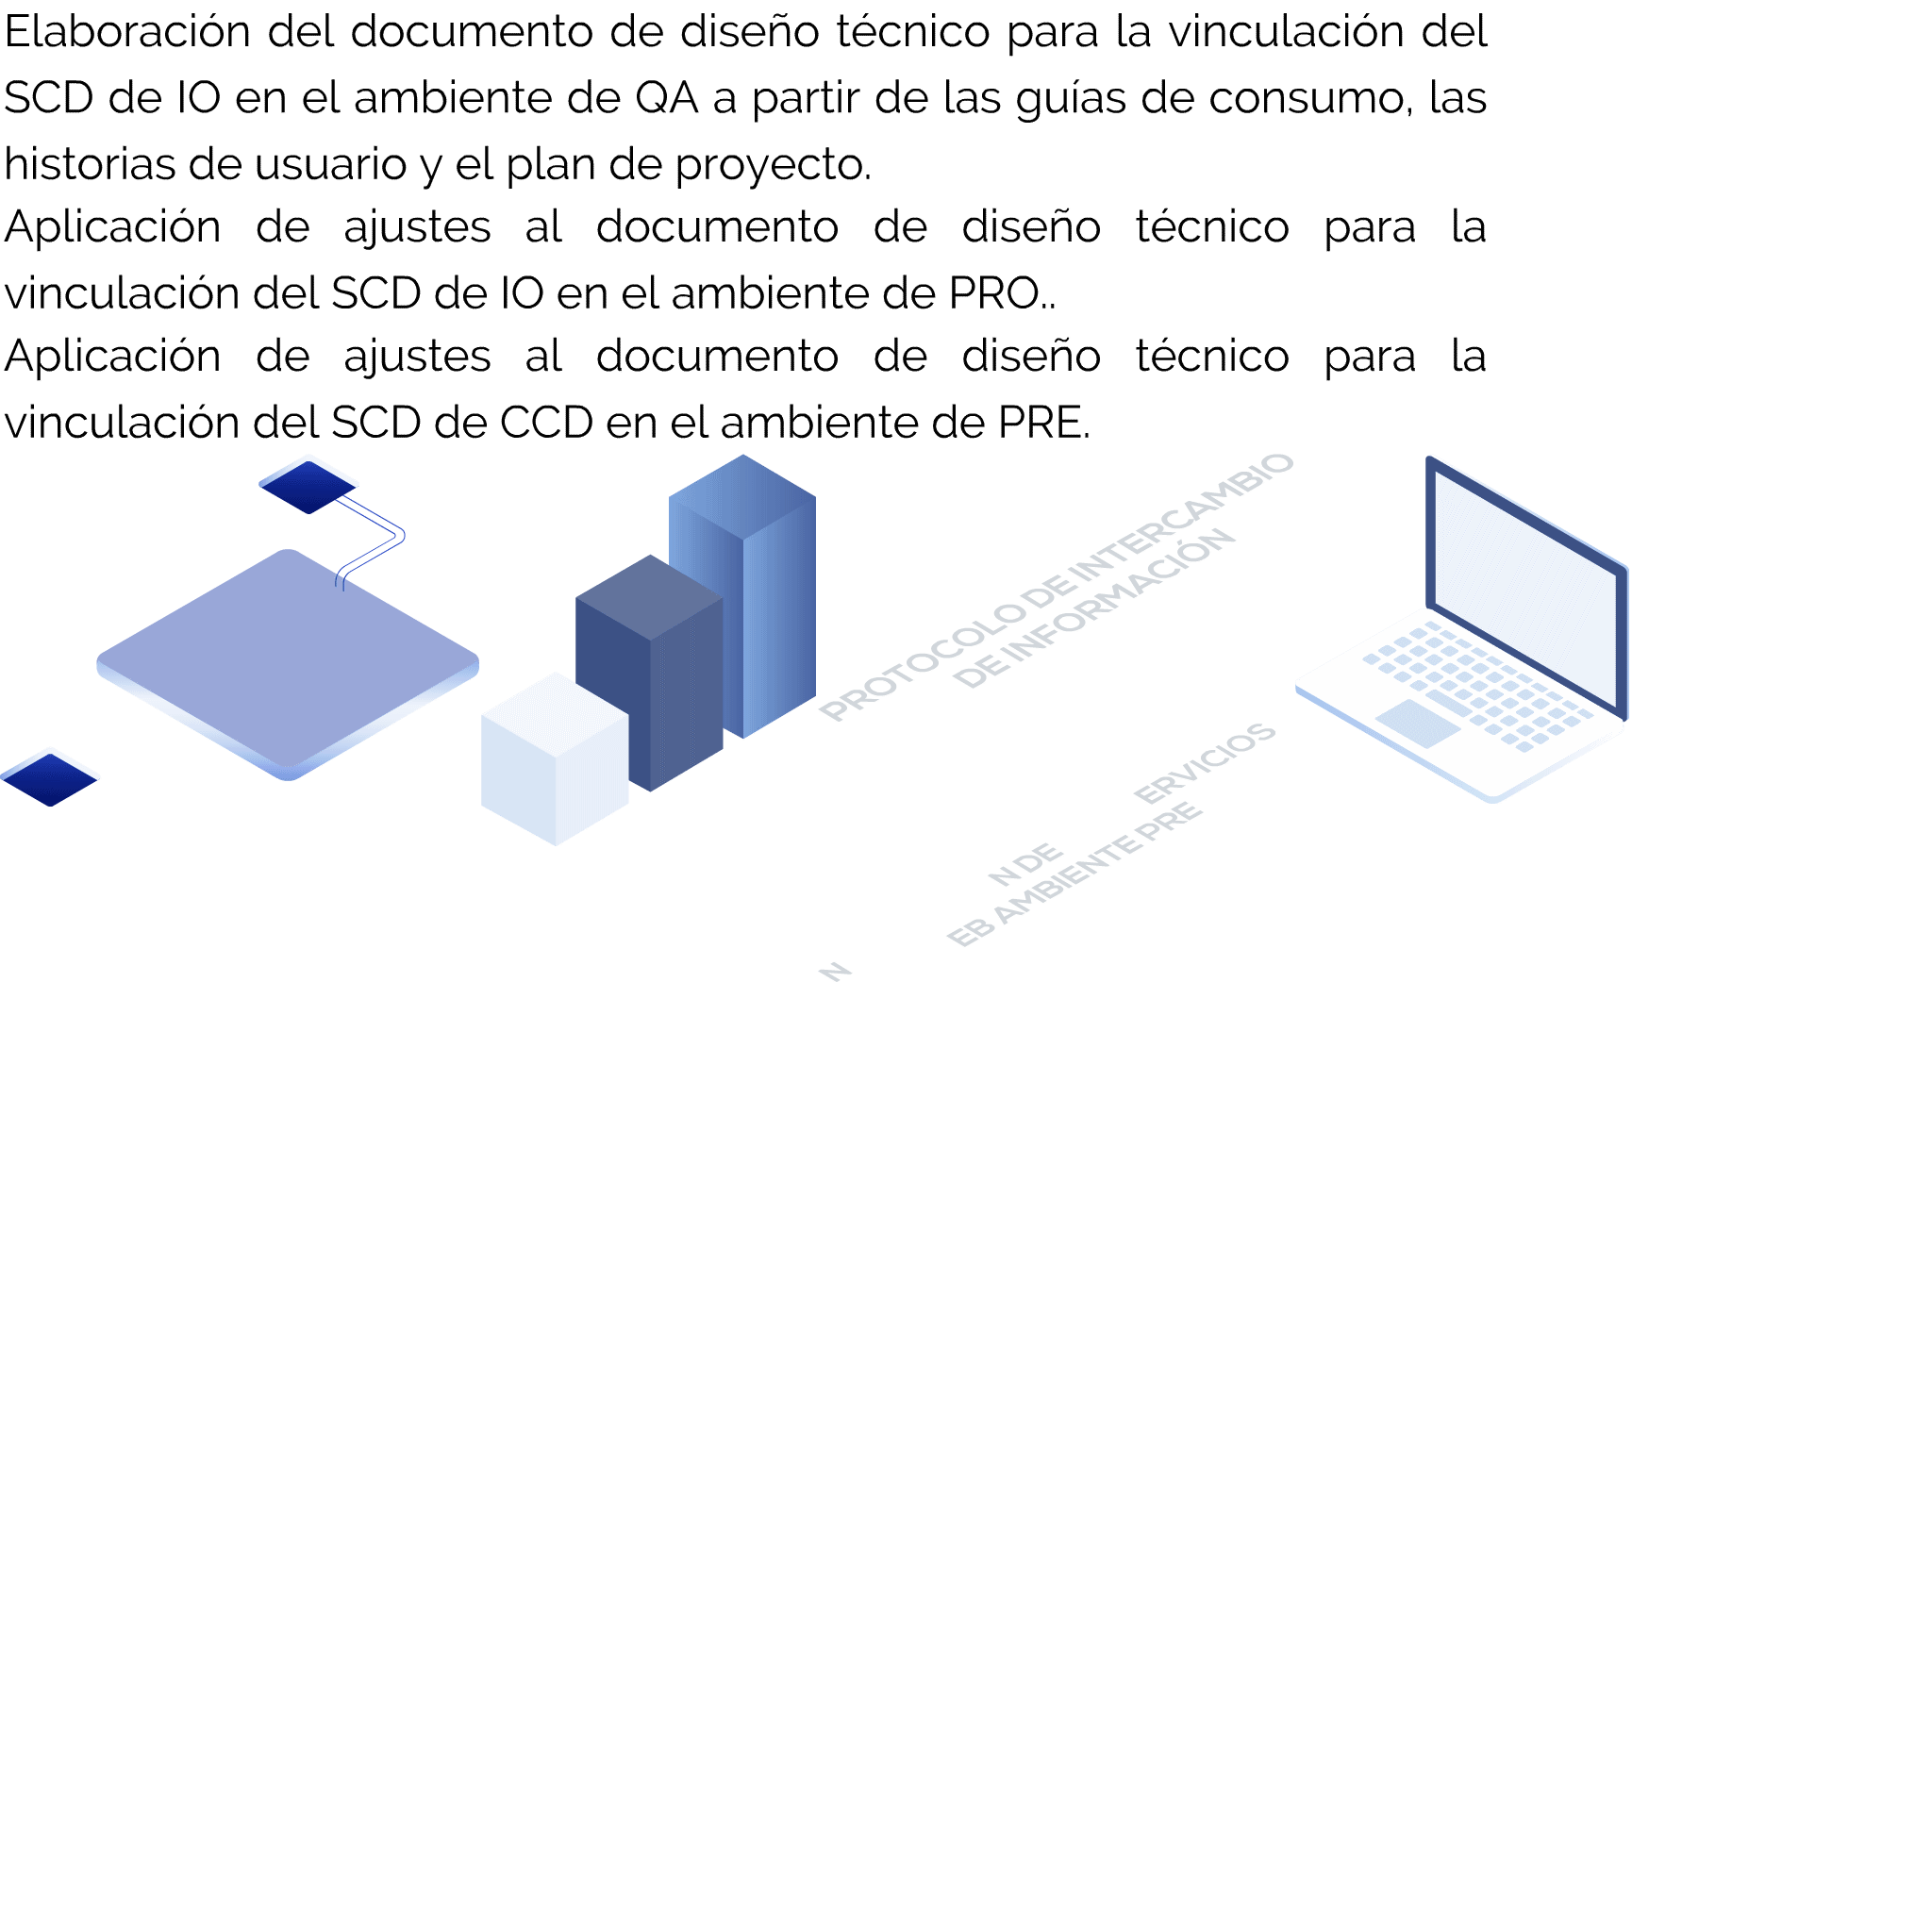 Elaboración del documento de diseño técnico para la vinculación del
SCD de IO en el ambiente de QA a partir de las guías de consumo, las
historias de usuario y el plan de proyecto.
Aplicación de ajustes al documento de diseño técnico para la
vinculación del SCD de IO en el ambiente de PRO..
Aplicación de ajustes al documento de diseño técnico para la
vinculación del SCD de CCD en el ambiente de PRE.
PROTOCOLO DE INTERCAMBIO
DE INFORMACIÓN
ERVICIOS
N DE
EB AMBIENTE PRE
N